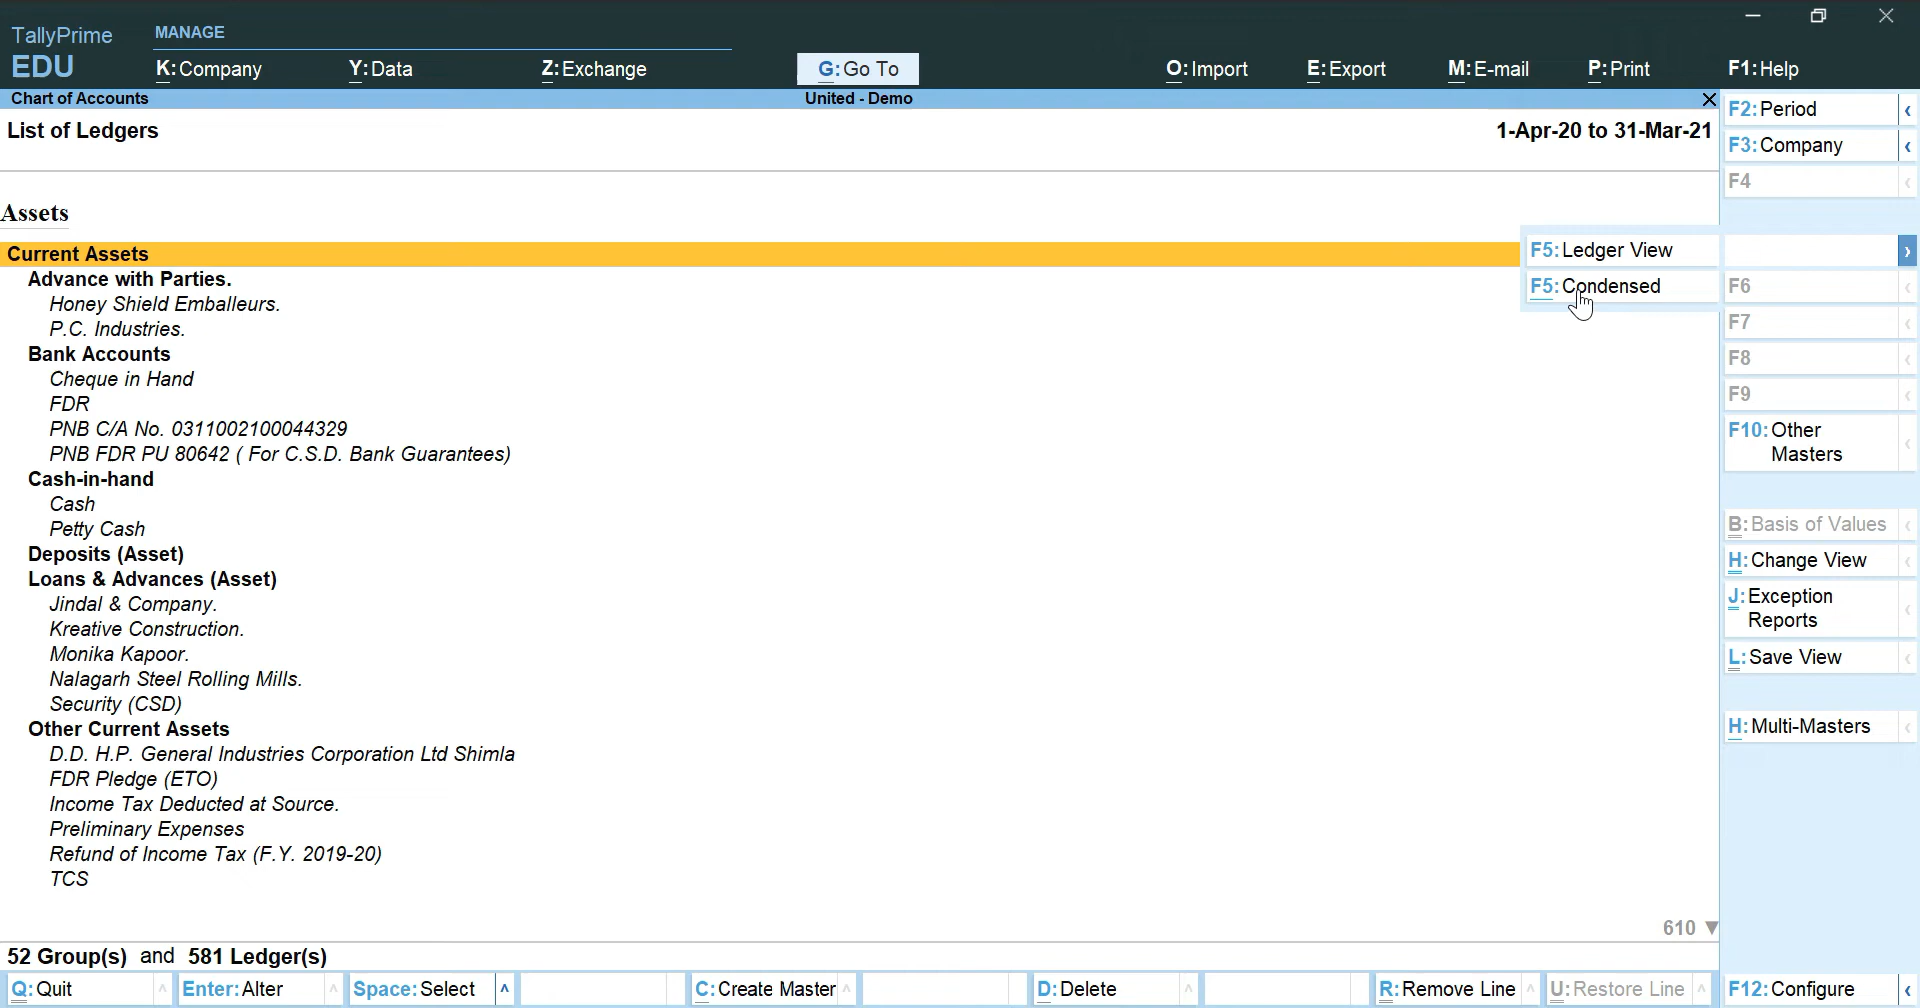 TallyPrime
EDU
MANAGE
K:Company Y:Data Z:Exchange G:Go To O:Import E:Export M:E-mail P:Print F1:Help
Chart of Accounts United - Demo
List of Ledgers 1-Apr-20 to 31-Mar-21
Assets
Current Assets
Advance with Parties.
Honey Shield Emballeurs.
P.C. Industries.
Bank Accounts
Cheque in Hand
FDR
PNB C/A No. 0311002100044329
PNB FDR PU 80642 ( For C.S.D. Bank Guarantees)
Cash-in-hand
Cash
Petty Cash
Deposits (Asset)
Loans & Advances (Asset)
Jindal & Company.
Kreative Construction.
Monika Kapoor.
Nalagarh Steel Rolling Mills.
Security (CSD)
Other Current Assets
D.D. H.P. General Industries Corporation Ltd Shimla
FDR Pledge (ETO)
Income Tax Deducted at Source.
Preliminary Expenses
Refund of Income Tax (F.Y. 2019-20)
TCS
610
52 Group(s) and 581 Ledger(s)
F5:Ledger View
F5:Condensed
F2:Period
F3:Company
F4
F6
F7
F8
F9
F10:Other
Masters
B:Basis of Values
H:Change View
J:Exception
Reports
L:Save View
H:Multi-Masters
Q:Quit Enter:Alter Space:Select C:Create Master D:Delete R:Remove Line U:Restore Line F12:Configure